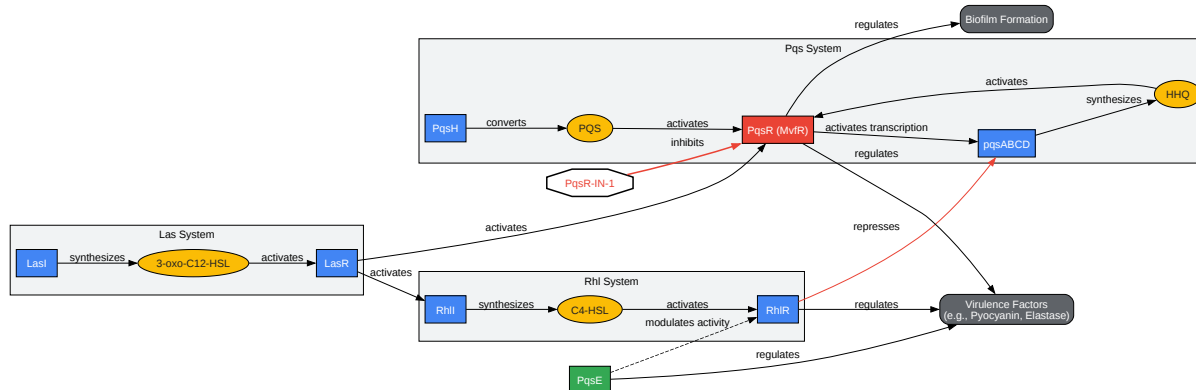 regulates
Biofilm Formation
Pqs System
activates
HHQ
synthesizes
PqsH
converts
PQS
activates
PqsR (MvfR)
activates transcription
pqsABCD
inhibits
regulates
PqsR-IN-1
activates
represses
Las System
LasI
synthesizes
3-oxo-C12-HSL
activates
LasR
activates
Rhl System
RhlI
synthesizes
C4-HSL
activates
RhlR
regulates
Virulence Factors
(e.g., Pyocyanin, Elastase)
modulates activity
regulates
PqsE